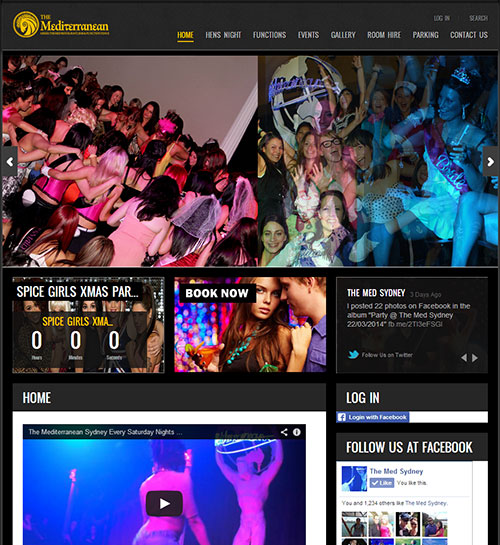 THE
Mediterranean
LOG IN
SEARCH
HOME
HENS NIGHT
FUNCTIONS
EVENTS
GALLERY
ROOM HIRE
PARKING
CONTACT US
SPICE GIRLS XMAS PAR...
SPICE GIRLS XMA...
0 0 0
Hours Minutes Seconds
BOOK NOW
THE MED SYDNEY 3 Days Ago
I posted 22 photos on Facebook in the
album "Party @ The Med Sydney
22/03/2014" fb.me/2TI3eFSGl
Follow Us on Twitter
HOME
The Mediterranean Sydney Every Saturday Nights ...
LOG IN
Login with Facebook
FOLLOW US AT FACEBOOK
The Med Sydney
Like You like this.
You and 1,234 others like The Med Sydney.